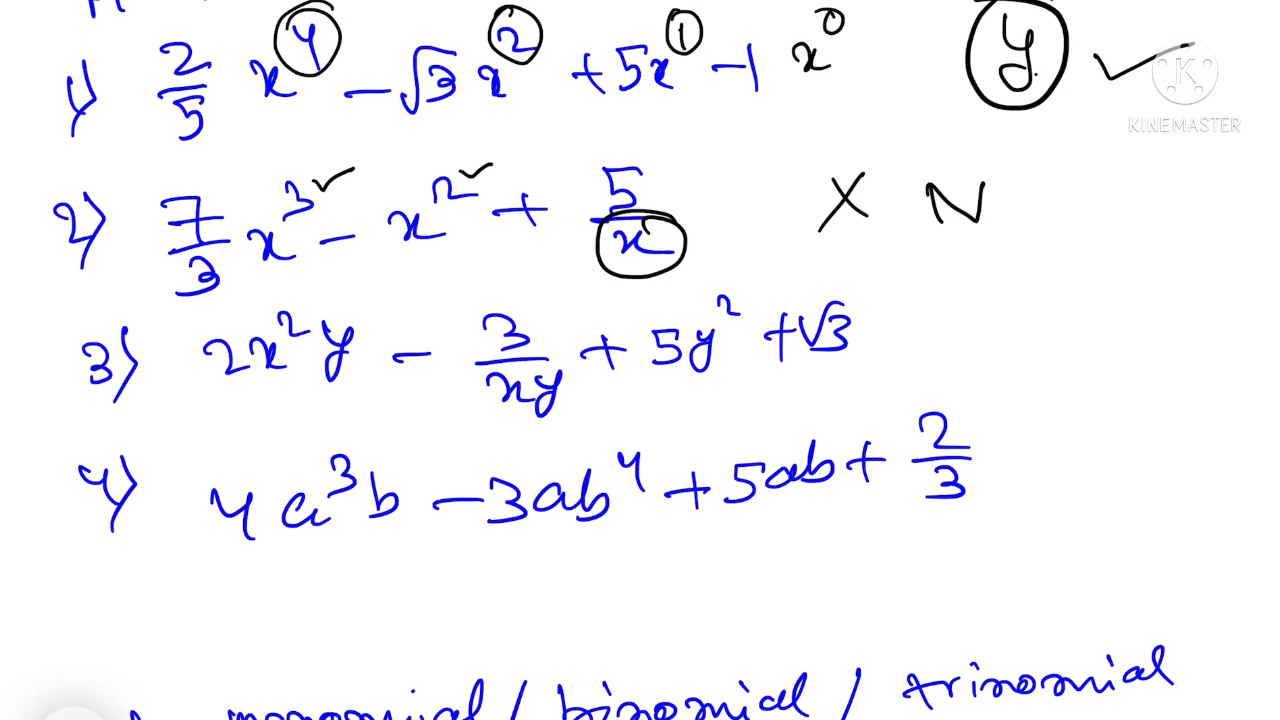 1) 2/5 x⁴ - √3 x² + 5x¹ - 1 x⁰ y ✓
KINEMASTER
2) 7/3 x³ ✓ - x² ✓ + 5/x X N
3) 2x²y - 3/xy + 5y² + √3
4) 4a³b - 3ab⁴ + 5ab + 2/3
monomial / binomial / trinomial